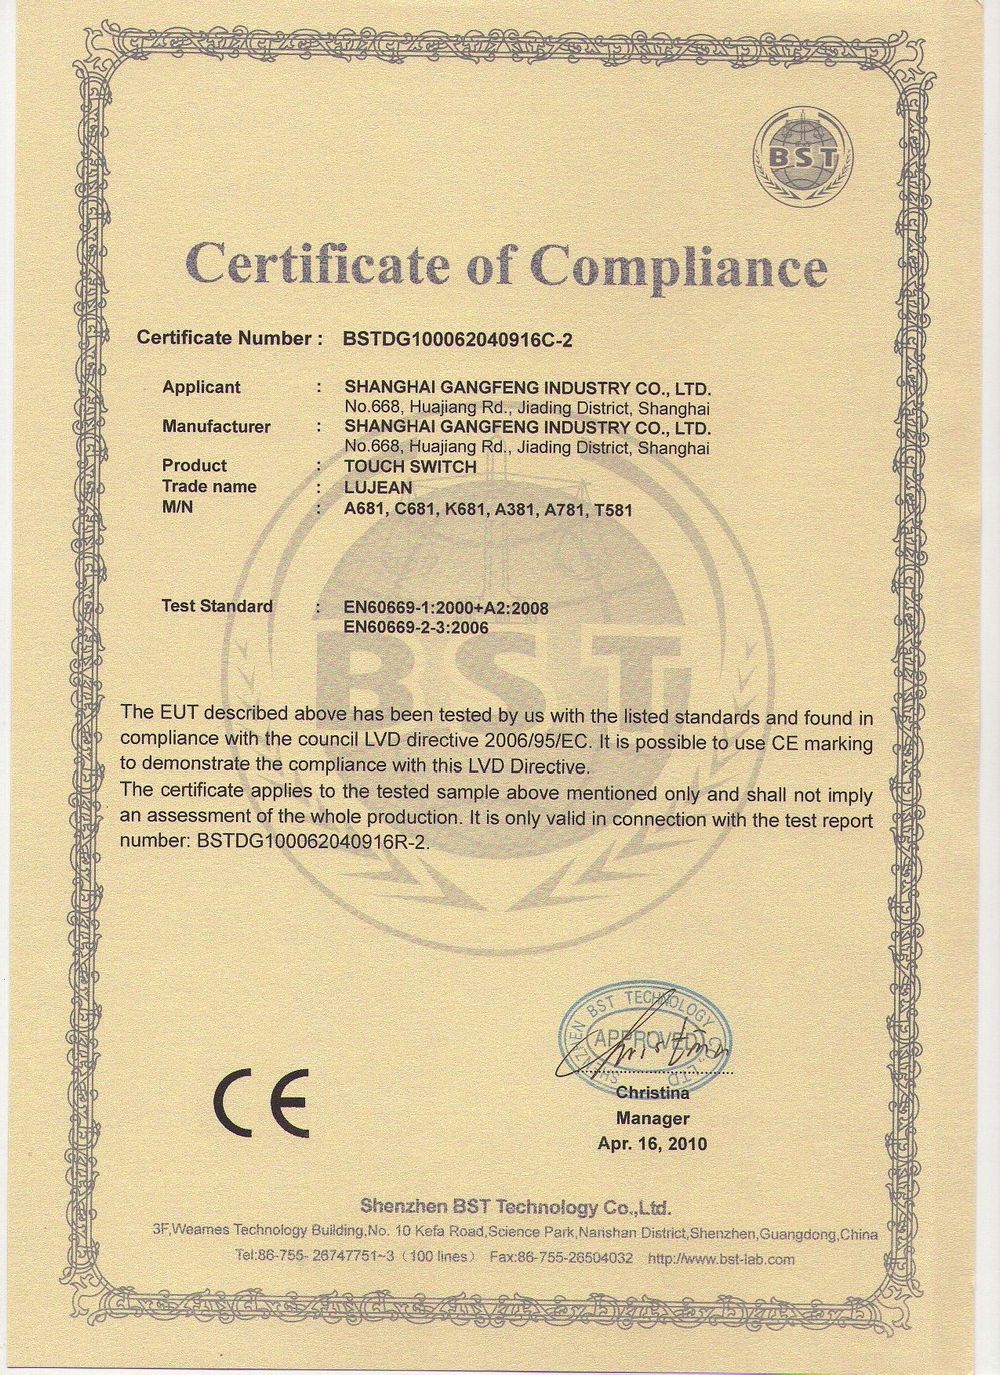 BST
Certificate of Compliance
Certificate Number : BSTDG100062040916C-2
Applicant : SHANGHAI GANGFENG INDUSTRY CO., LTD.
No.668, Huajiang Rd., Jiading District, Shanghai
Manufacturer : SHANGHAI GANGFENG INDUSTRY CO., LTD.
No.668, Huajiang Rd., Jiading District, Shanghai
Product : TOUCH SWITCH
Trade name : LUJEAN
M/N : A681, C681, K681, A381, A781, T581
Test Standard : EN60669-1:2000+A2:2008
EN60669-2-3:2006
BST
The EUT described above has been tested by us with the listed standards and found in
compliance with the council LVD directive 2006/95/EC. It is possible to use CE marking
to demonstrate the compliance with this LVD Directive.
The certificate applies to the tested sample above mentioned only and shall not imply
an assessment of the whole production. It is only valid in connection with the test report
number: BSTDG100062040916R-2.
SHENZHEN BST TECHNOLOGY CO.,LTD
APPROVED
Christina
CE
Christina
Manager
Apr. 16, 2010
Shenzhen BST Technology Co.,Ltd.
3F,Weames Technology Building,No. 10 Kefa Road,Science Park,Nanshan District,Shenzhen,Guangdong,China
Tel:86-755- 26747751~3（100 lines） Fax:86-755-26504032 http://www.bst-lab.com